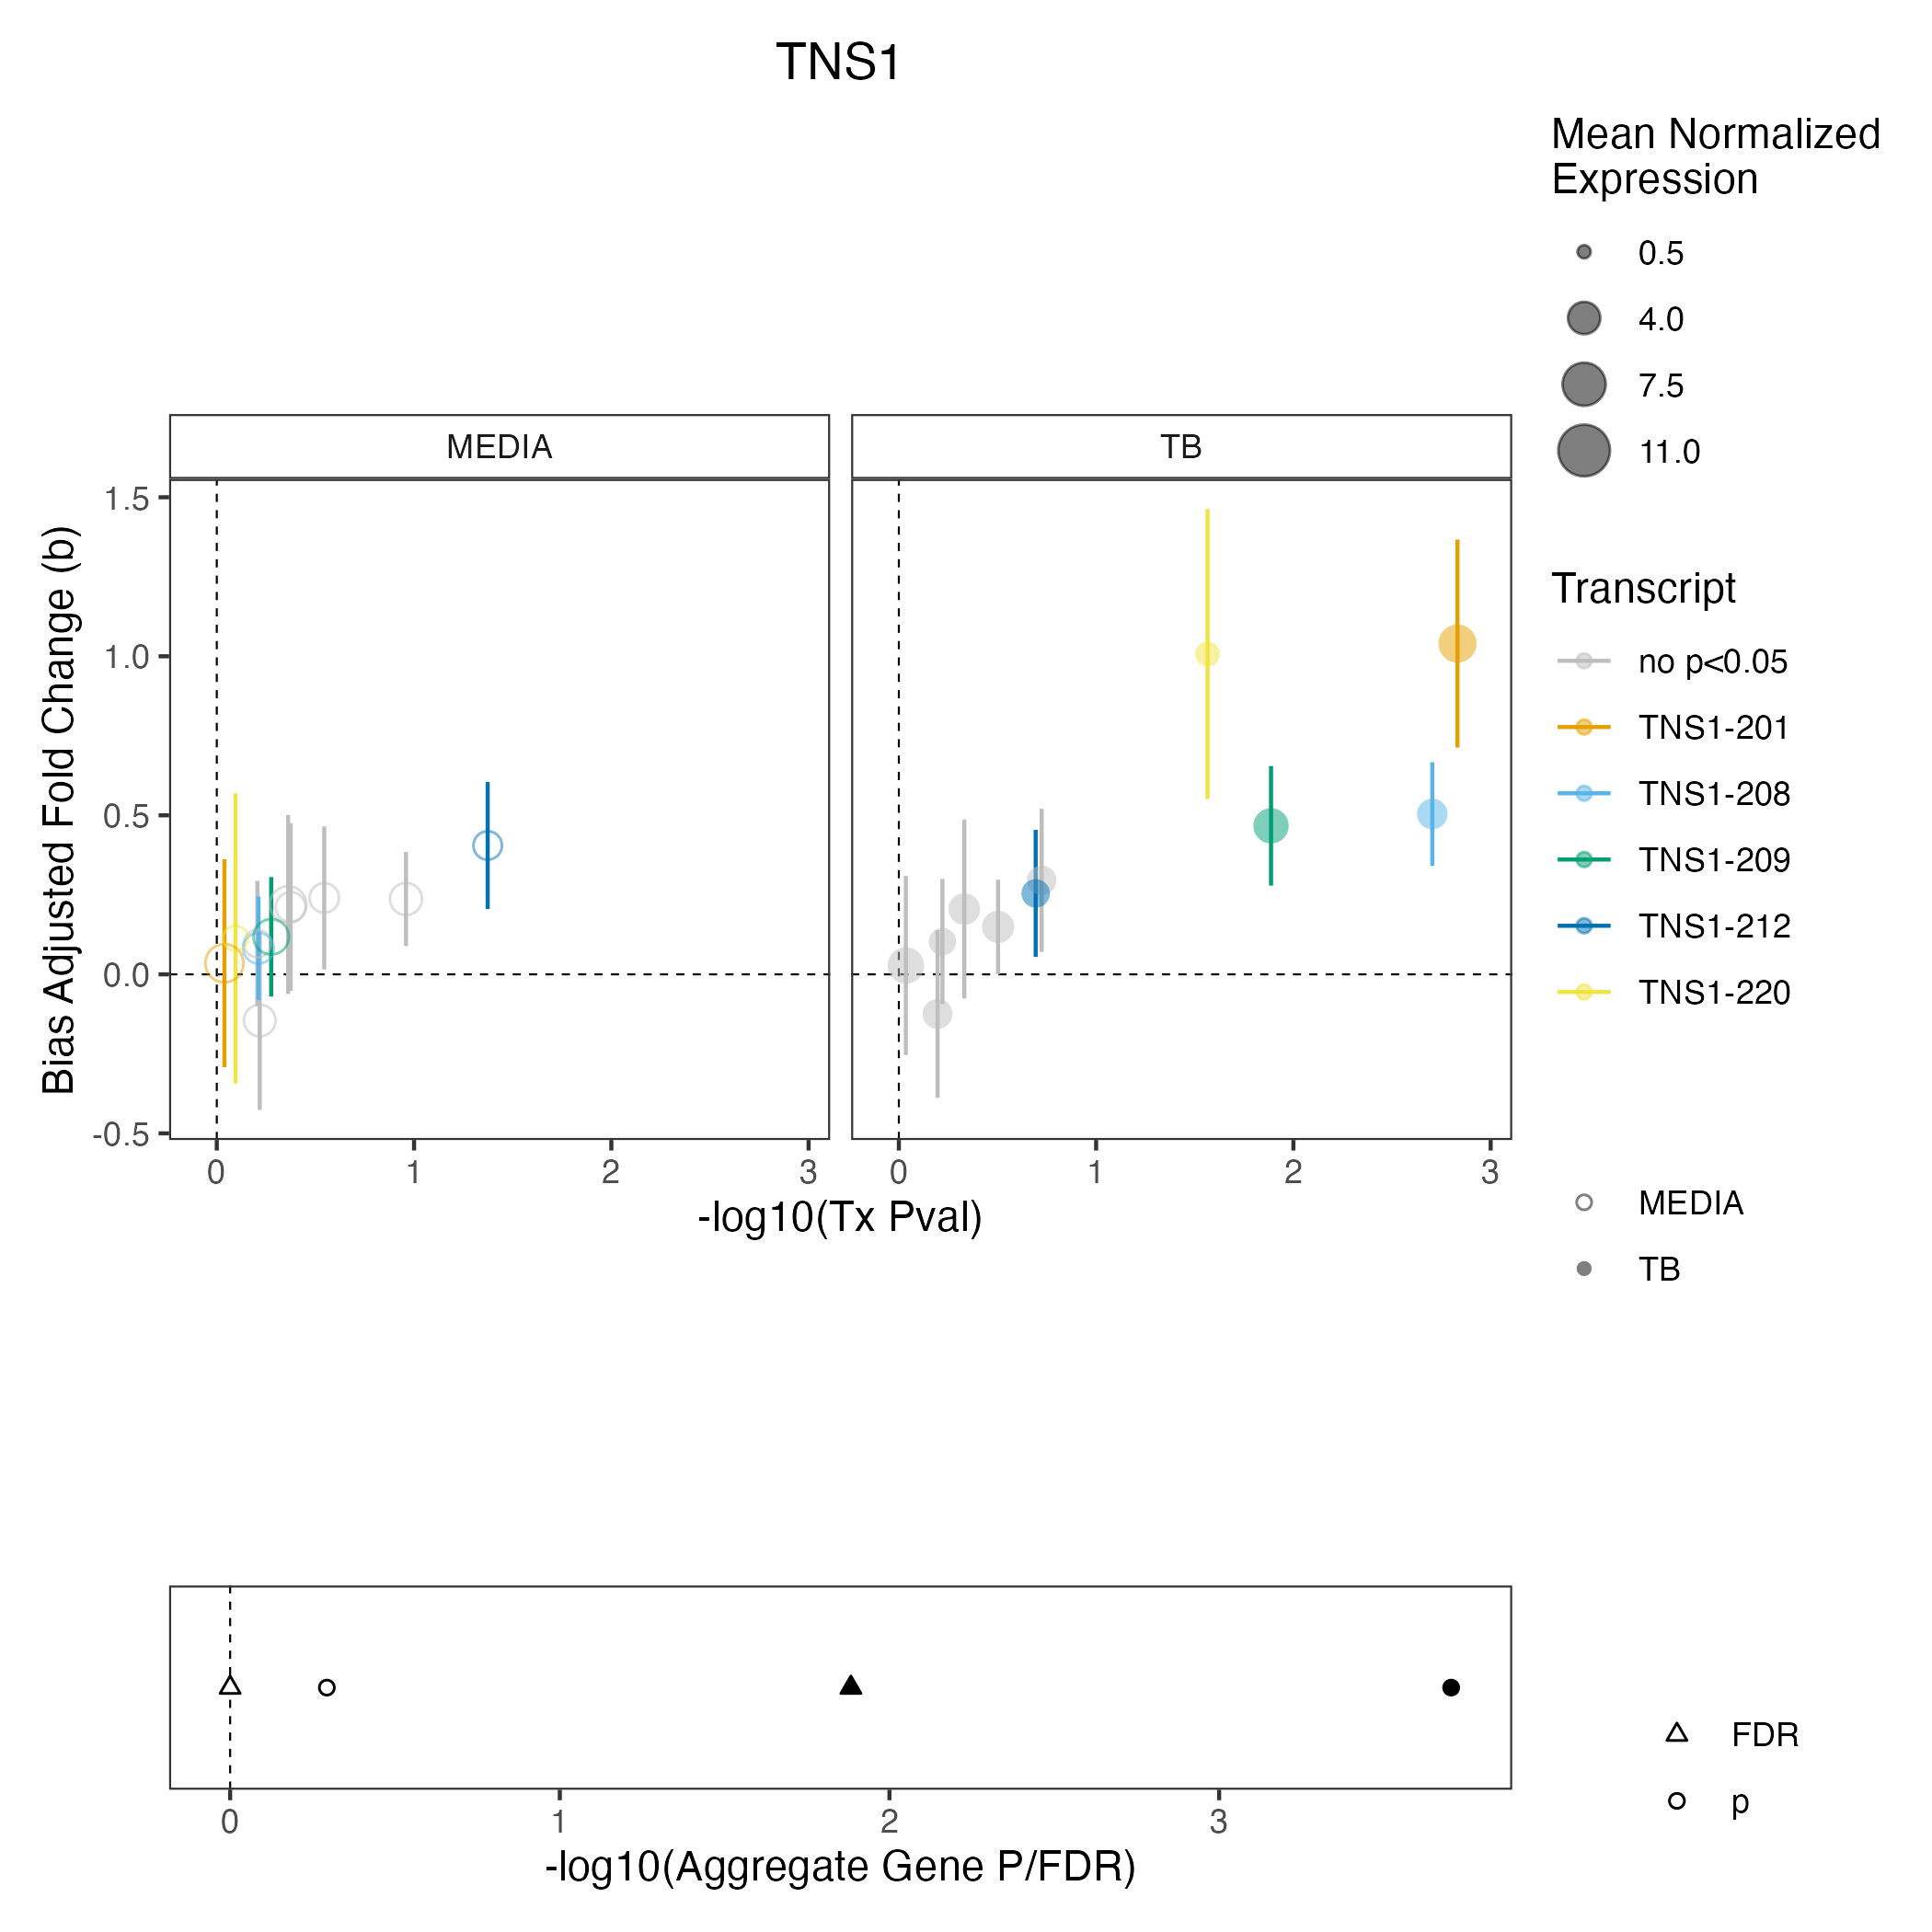 TNS1
MEDIA
TB
1.5
1.0
0.5
0.0
-0.5
Bias Adjusted Fold Change (b)
0
1
2
3
0
1
2
3
-log10(Tx Pval)
Mean Normalized
Expression
0.5
4.0
7.5
11.0
Transcript
no p<0.05
TNS1-201
TNS1-208
TNS1-209
TNS1-212
TNS1-220
MEDIA
TB
0
1
2
3
-log10(Aggregate Gene P/FDR)
FDR
p